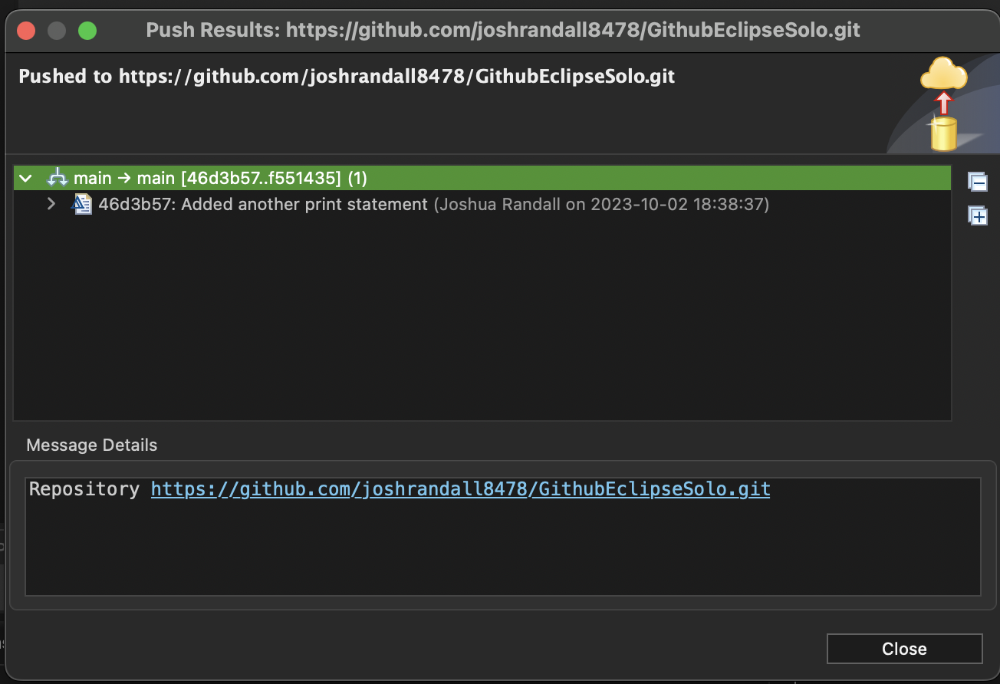 Push Results: https://github.com/joshrandall8478/GithubEclipseSolo.git
Pushed to https://github.com/joshrandall8478/GithubEclipseSolo.git
main → main [46d3b57..f551435] (1)
46d3b57: Added another print statement (Joshua Randall on 2023-10-02 18:38:37)
Message Details
Repository https://github.com/joshrandall8478/GithubEclipseSolo.git
Close